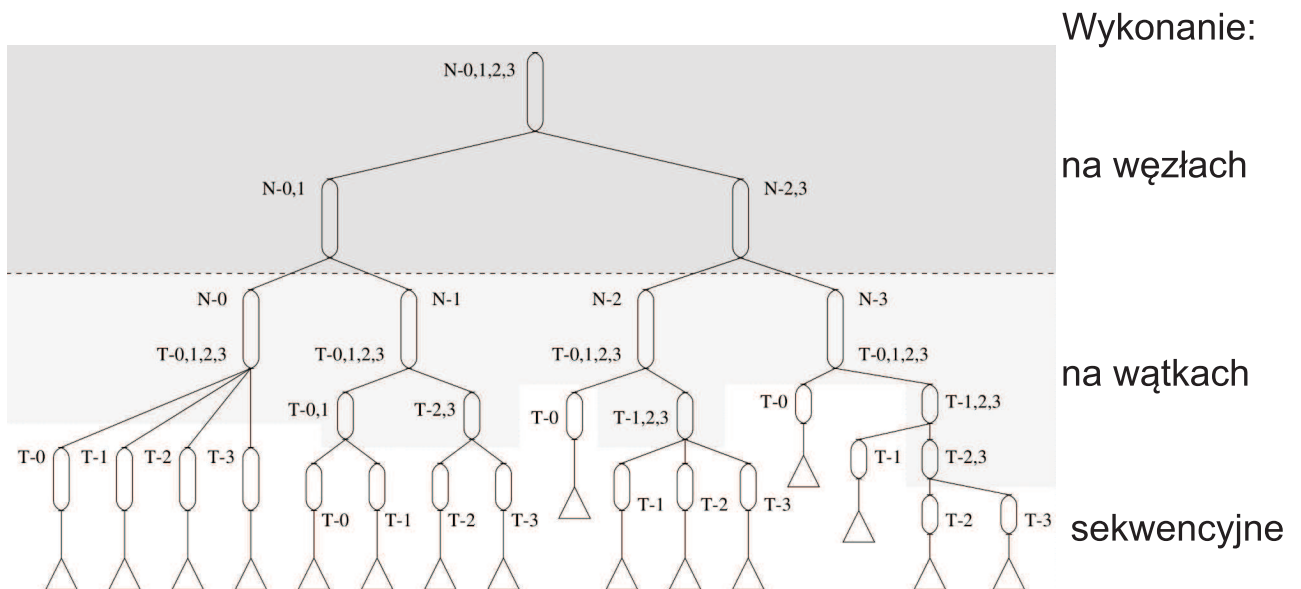 Wykonanie:
N-0,1,2,3
na węzłach
N-0,1 N-2,3
N-0 N-1 N-2 N-3
T-0,1,2,3 T-0,1,2,3 T-0,1,2,3 T-0,1,2,3
na wątkach
T-0,1 T-2,3 T-0 T-1,2,3 T-0 T-1,2,3
T-0 T-1 T-2 T-3 T-1 T-2,3
T-0 T-1 T-2 T-3 T-1 T-2 T-3 T-2 T-3
sekwencyjne